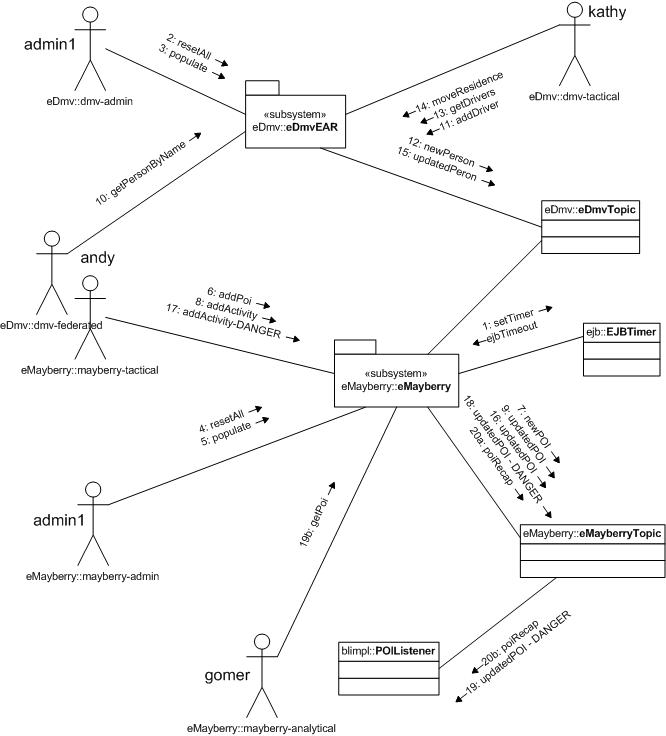 admin1
eDmv::dmv-admin
2: resetAll
3: populate
kathy
eDmv::dmv-tactical
«subsystem»
eDmv::eDmvEAR
14: moveResidence
13: getDrivers
11: addDriver
12: newPerson
15: updatedPeron
10: getPersonByName
eDmv::eDmvTopic
andy
eDmv::dmv-federated
eMayberry::mayberry-tactical
6: addPoi
8: addActivity
17: addActivity-DANGER
1: setTimer
ejbTimeout
ejb::EJBTimer
«subsystem»
eMayberry::eMayberry
4: resetAll
5: populate
7: newPOI
9: updatedPOI
16: updatedPOI
18: updatedPOI - DANGER
20a: poiRecap
admin1
eMayberry::mayberry-admin
19b: getPoi
eMayberry::eMayberryTopic
gomer
eMayberry::mayberry-analytical
blimpl::POIListener
20b: poiRecap
19: updatedPOI - DANGER